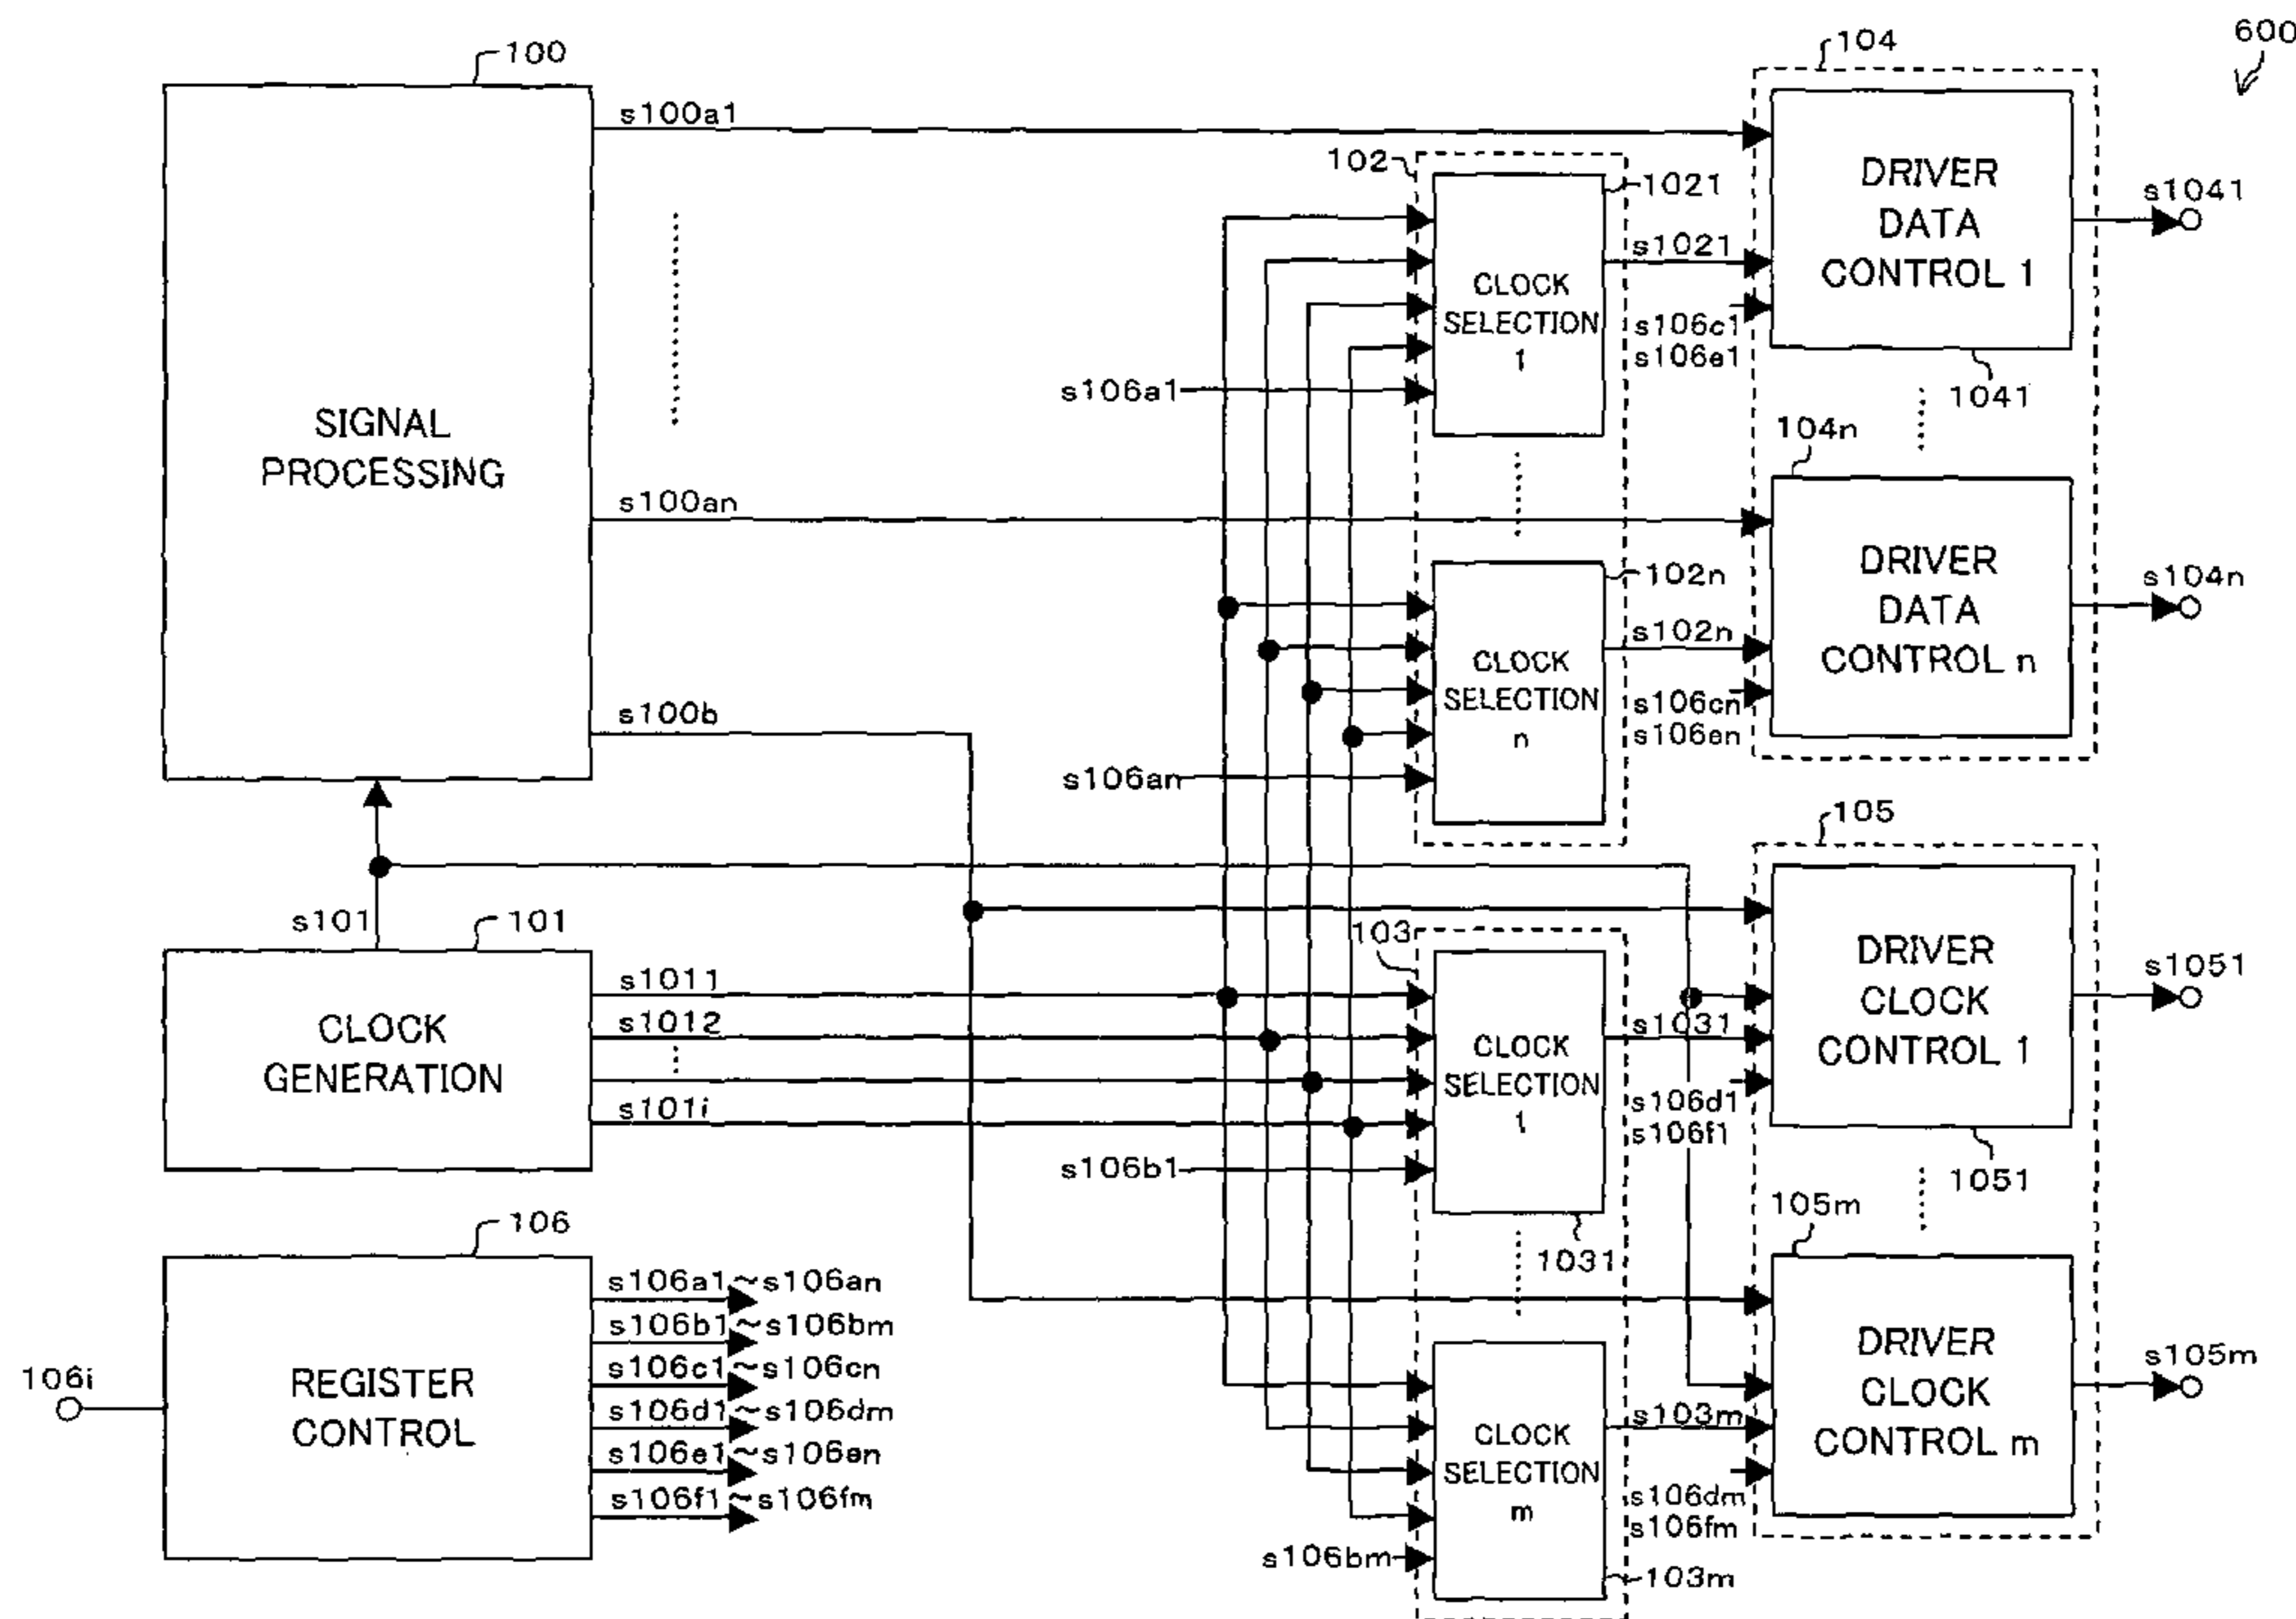 600
100
104
s100a1
102
1021
DRIVER
DATA
CONTROL 1
s1041
s1021
CLOCK
SELECTION
1
s106c1
s106e1
s106a1
1041
SIGNAL
PROCESSING
104n
s100an
102n
DRIVER
DATA
CONTROL n
s104n
s102n
CLOCK
SELECTION
n
s106cn
s106en
s100b
s106an
105
s101
101
103
DRIVER
CLOCK
CONTROL 1
s1051
s1011
s1012
s101i
CLOCK
GENERATION
CLOCK
SELECTION
1
s1031
s106d1
s106f1
s106b1
1051
1031
105m
106
s106a1~s106an
s106b1~s106bm
s106c1~s106cn
s106d1~s106dm
s106e1~s106en
s106f1~s106fm
106i
REGISTER
CONTROL
DRIVER
CLOCK
CONTROL m
s105m
CLOCK
SELECTION
m
s103m
s106dm
s106fm
s106bm
103m